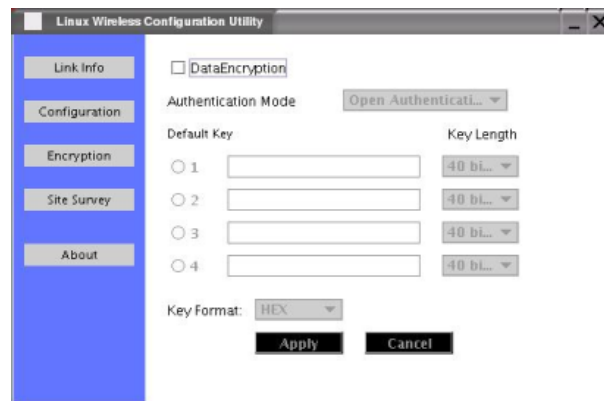 Linux Wireless Configuration Utility
Link Info
Configuration
Encryption
Site Survey
About
DataEncryption
Authentication Mode Open Authenticati...
Default Key Key Length
1 40 bi...
2 40 bi...
3 40 bi...
4 40 bi...
Key Format: HEX
Apply Cancel